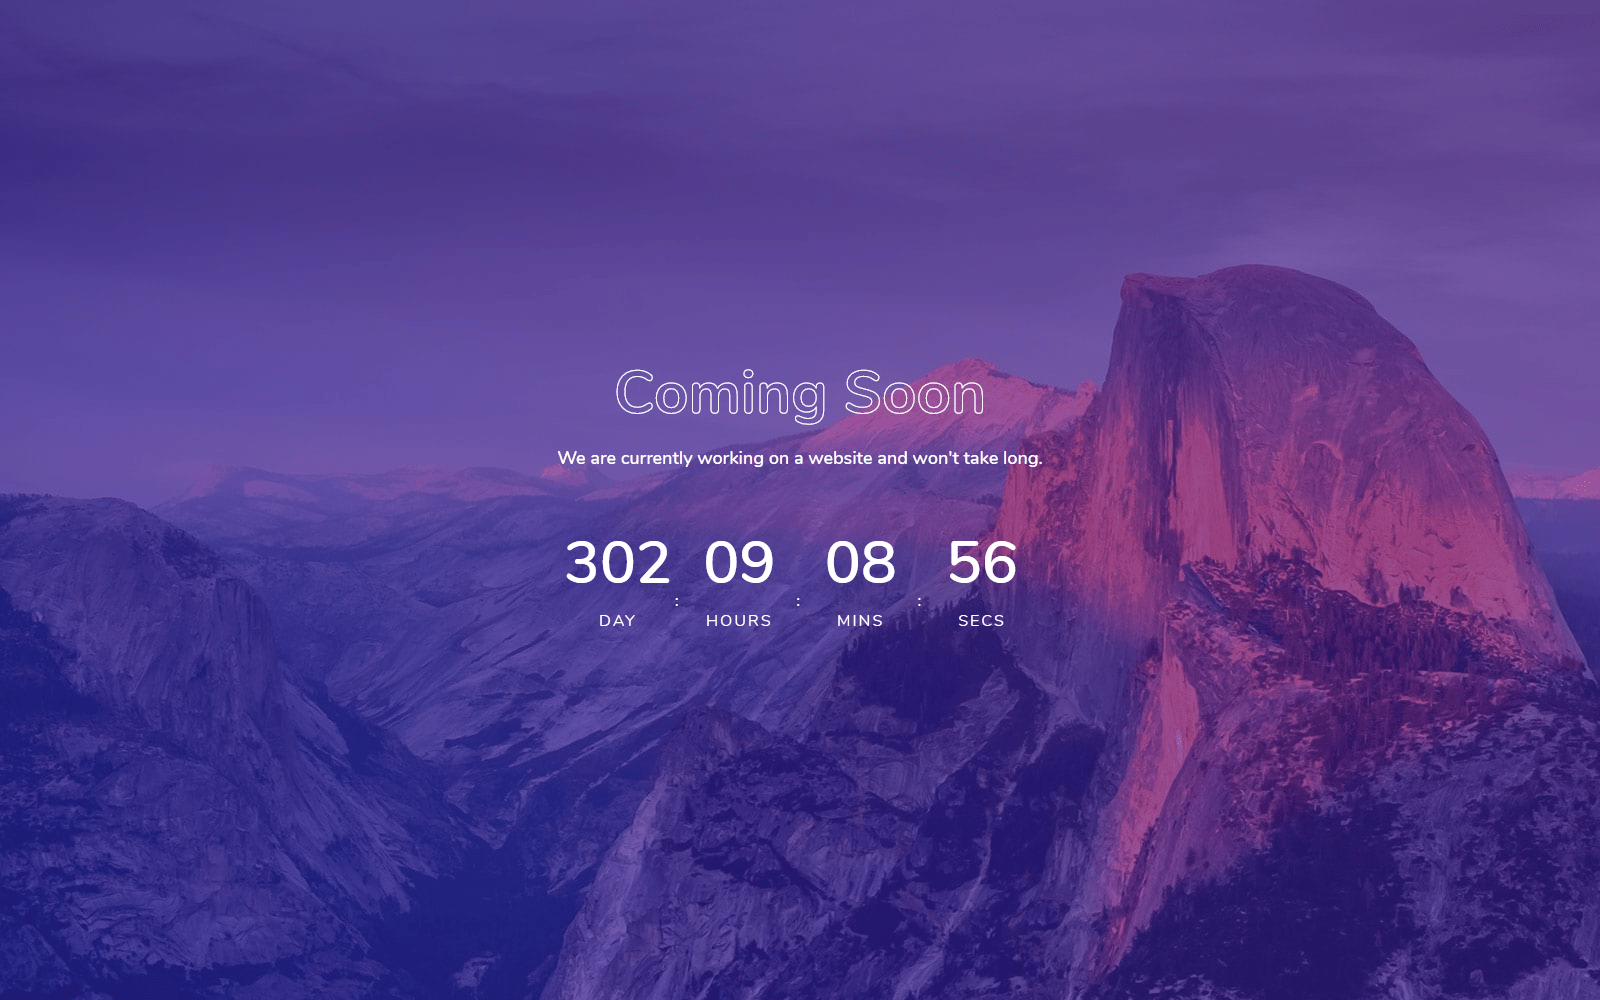 Coming Soon
We are currently working on a website and won't take long.
302 09 08 56
: : :
DAY HOURS MINS SECS